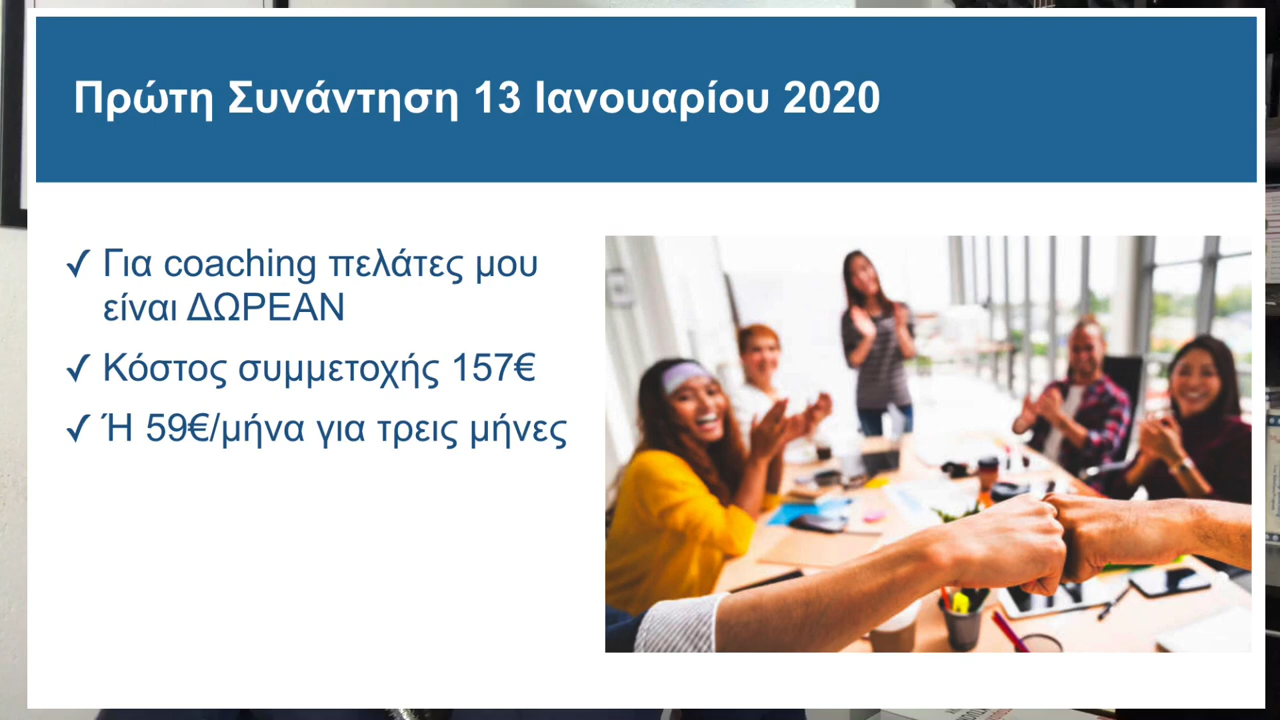 Πρώτη Συνάντηση 13 Ιανουαρίου 2020
✓ Για coaching πελάτες μου
είναι ΔΩΡΕΑΝ
✓ Κόστος συμμετοχής 157€
✓ Ή 59€/μήνα για τρεις μήνες